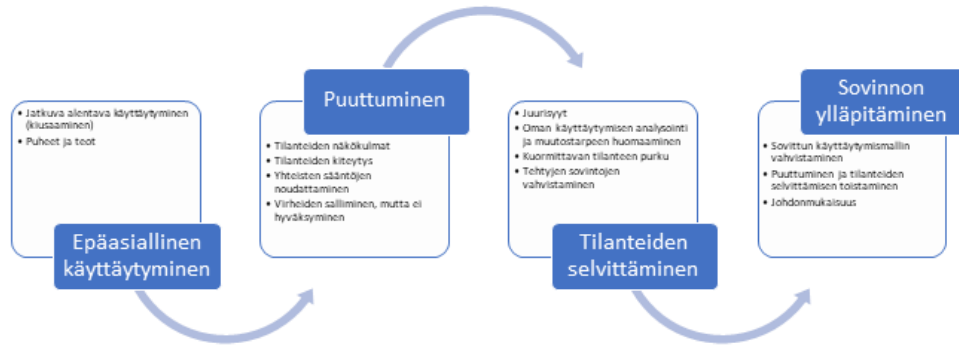 • Jatkuva alentava käyttäytyminen
(kiusaaminen)
• Puheet ja teot
Epäasiallinen
käyttäytyminen
Puuttuminen
• Tilanteiden näkökulmat
• Tilanteiden kiteytys
• Yhteisten sääntöjen
noudattaminen
• Virheiden salliminen, mutta ei
hyväksyminen
• Juurisyyt
• Oman käyttäytymisen analysointi
ja muutostarpeen huomaaminen
• Kuormittavan tilanteen purku
• Tehtyjen sovintojen
vahvistaminen
Tilanteiden
selvittäminen
Sovinnon
ylläpitäminen
• Sovittun käyttäytymismallin
vahvistaminen
• Puuttuminen ja tilanteiden
selvittämisen toistaminen
• Johdonmukaisuus